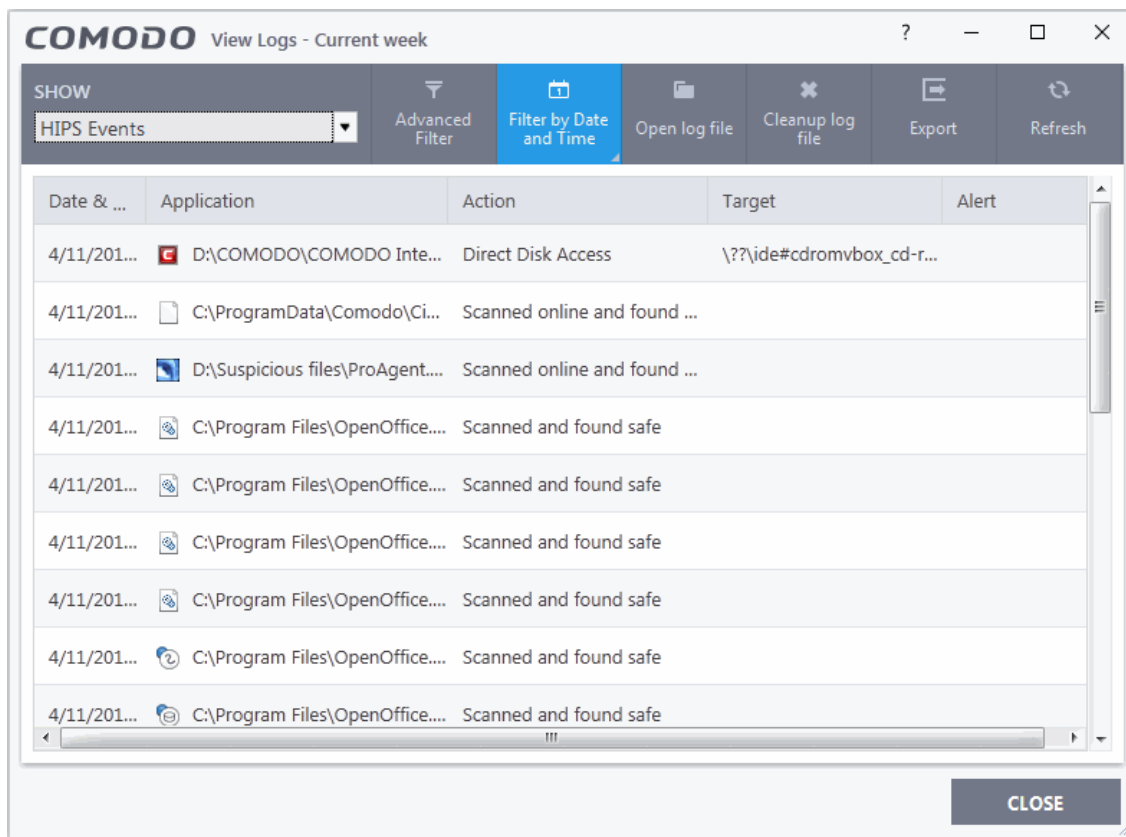 COMODO View Logs - Current week
?
SHOW
HIPS Events
Advanced
Filter
Filter by Date
and Time
Open log file
Cleanup log
file
Export
Refresh
Date & ... Application Action Target Alert
4/11/201... D:\COMODO\COMODO Inte... Direct Disk Access \??\ide#cdromvbox_cd-r...
4/11/201... C:\ProgramData\Comodo\Ci... Scanned online and found ...
4/11/201... D:\Suspicious files\ProAgent.... Scanned online and found ...
4/11/201... C:\Program Files\OpenOffice.... Scanned and found safe
4/11/201... C:\Program Files\OpenOffice.... Scanned and found safe
4/11/201... C:\Program Files\OpenOffice.... Scanned and found safe
4/11/201... C:\Program Files\OpenOffice.... Scanned and found safe
4/11/201... C:\Program Files\OpenOffice.... Scanned and found safe
4/11/201... C:\Program Files\OpenOffice.... Scanned and found safe
CLOSE